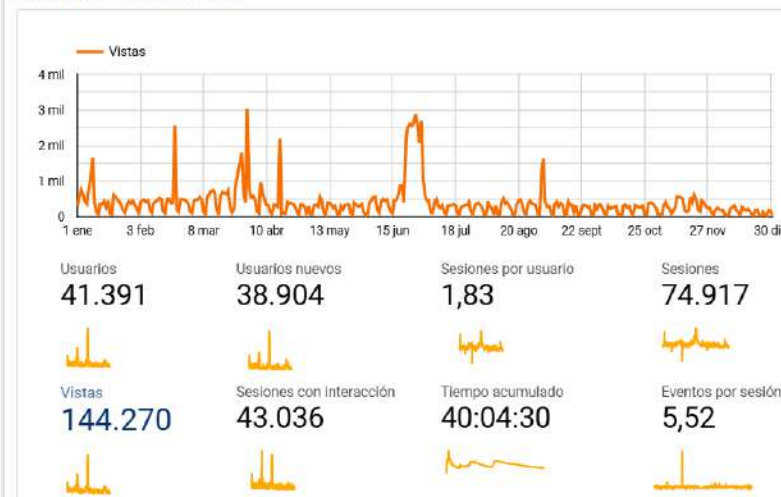 Vistas
4 mil
3 mil
2 mil
1 mil
0
1 ene 3 feb 8 mar 10 abr 13 may 15 jun 18 jul 20 ago 22 sept 25 oct 27 nov 30 di
Usuarios Usuarios nuevos Sesiones por usuario Sesiones
41.391 38.904 1,83 74.917
Vistas Sesiones con interacción Tiempo acumulado Eventos por sesión
144.270 43.036 40:04:30 5,52